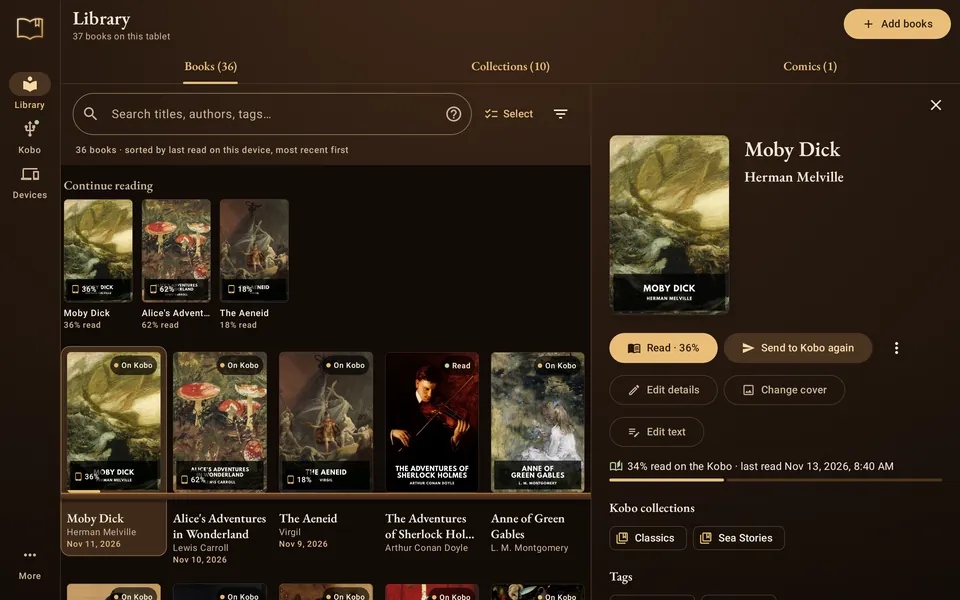 Library
37 books on this tablet
Add books
Library
Kobo
Devices
More
Books (36)
Collections (10)
Comics (1)
Search titles, authors, tags...
Select
36 books · sorted by last read on this device, most recent first
Continue reading
36%
62%
18%
Moby Dick
36% read
Alice's Advent...
62% read
The Aeneid
18% read
On Kobo
On Kobo
On Kobo
Read
On Kobo
MOBY DICK
36%
ALICE'S ADVENTURES
62%
THE AENEID
VIRGIL
18%
THE ADVENTURES OF
SHERLOCK HOLMES
ARTHUR CONAN DOYLE
ANNE OF
GREEN GABLES
L. M. MONTGOMERY
Moby Dick
Herman Melville
Nov 11, 2026
Alice's Adventures
in Wonderland
Lewis Carroll
Nov 10, 2026
The Aeneid
Virgil
Nov 9, 2026
The Adventures
of Sherlock Hol...
Arthur Conan Doyle
Anne of Green
Gables
L. M. Montgomery
On Kobo
On Kobo
On Kobo
On Kobo
On Kobo
MOBY DICK
HERMAN MELVILLE
Moby Dick
Herman Melville
Read · 36%
Send to Kobo again
Edit details
Change cover
Edit text
34% read on the Kobo · last read Nov 13, 2026, 8:40 AM
Kobo collections
Classics
Sea Stories
Tags